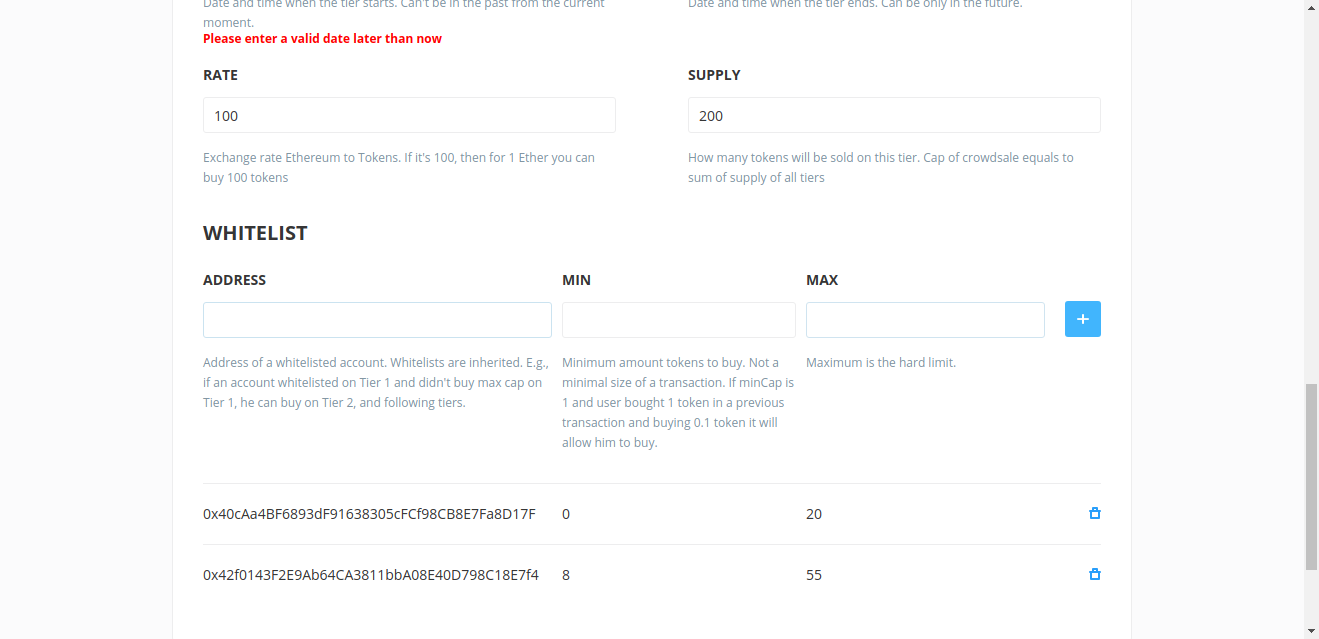 Date and time when the tier starts. Can't be in the past from the current
moment.
Please enter a valid date later than now
Date and time when the tier ends. Can be only in the future.
RATE
100
Exchange rate Ethereum to Tokens. If it's 100, then for 1 Ether you can
buy 100 tokens
SUPPLY
200
How many tokens will be sold on this tier. Cap of crowdsale equals to
sum of supply of all tiers
WHITELIST
ADDRESS
Address of a whitelisted account. Whitelists are inherited. E.g.,
if an account whitelisted on Tier 1 and didn't buy max cap on
Tier 1, he can buy on Tier 2, and following tiers.
MIN
Minimum amount tokens to buy. Not a
minimal size of a transaction. If minCap is
1 and user bought 1 token in a previous
transaction and buying 0.1 token it will
allow him to buy.
MAX
Maximum is the hard limit.
0x40cAa4BF6893dF91638305cFCf98CB8E7Fa8D17F 0 20
0x42f0143F2E9Ab64CA3811bbA08E40D798C18E7f4 8 55